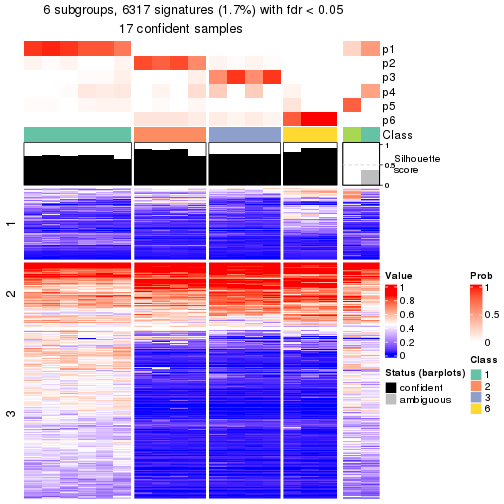 6 subgroups, 6317 signatures (1.7%) with fdr < 0.05
17 confident samples
p1
p2
p3
p4
p5
p6
Class
1
0.5
0
Silhouette
score
1
2
3
Value
1
0.8
0.6
0.4
0.2
0
Prob
1
0.5
0
Status (barplots)
confident
ambiguous
Class
1
2
3
6